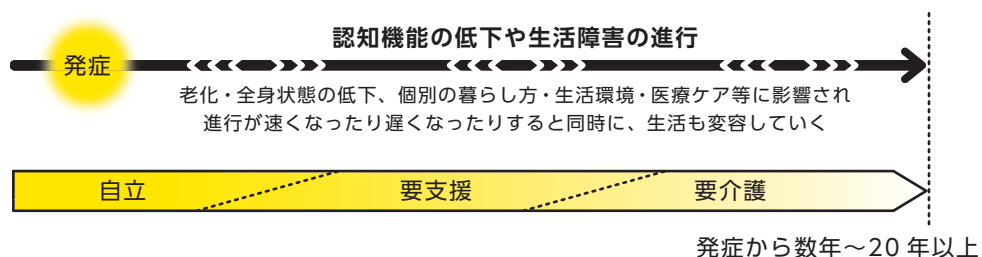 認知機能の低下や生活障害の進行
発症
老化・全身状態の低下、個別の暮らし方・生活環境・医療ケア等に影響され
進行が速くなったり遅くなったりすると同時に、生活も変容していく
自立
要支援
要介護
発症から数年～20年以上